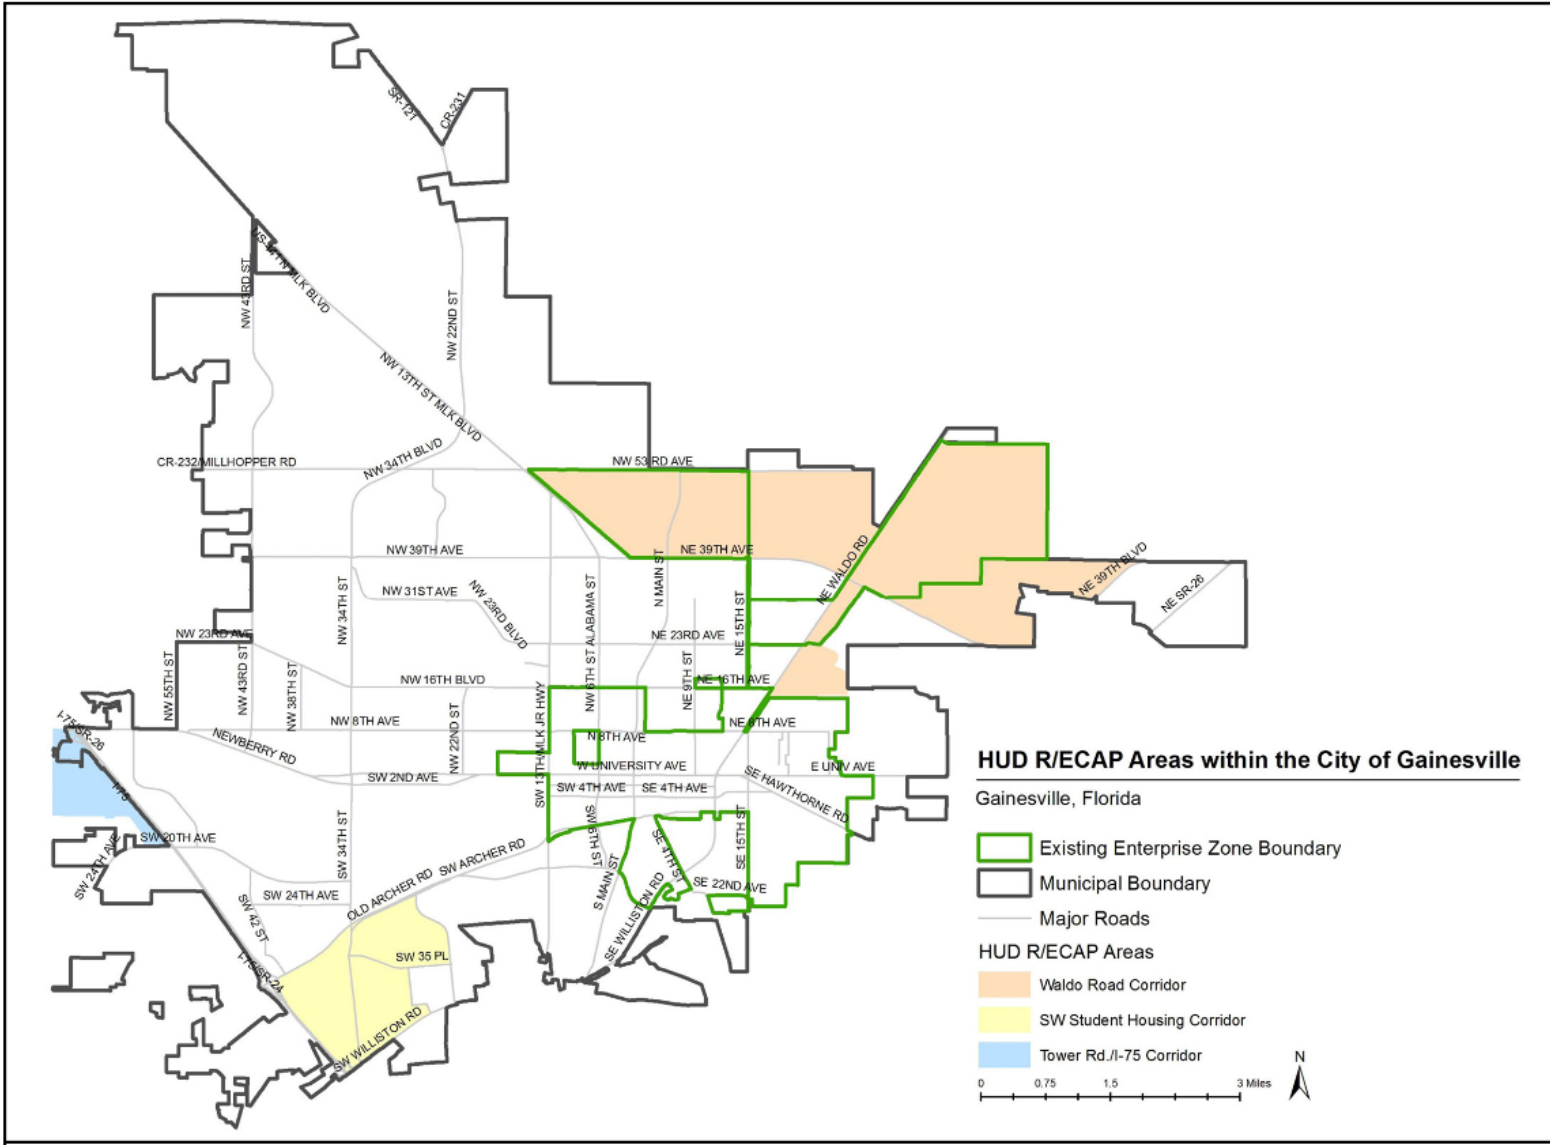 SR-121
CR-231
US-441 N MLK BLVD
NW 43RD ST
NW 22ND ST
NW 13TH ST MLK BLVD
CR-232/MILLHOPPER RD
NW 34TH BLVD
NW 53 RD AVE
NW 39TH AVE
NE 39TH AVE
NE WALDO RD
NE 39TH BLVD
NE SR-26
NW 31ST AVE
NW 23RD BLVD
NW 34TH ST
N MAIN ST
NW 6TH ST ALABAMA ST
NE 15TH ST
NW 23RD AVE
NE 23RD AVE
NW 55TH ST
NW 43RD ST
NW 38TH ST
NW 16TH BLVD
NE 9TH ST
NE 16TH AVE
I-75/SR-26
NEWBERRY RD
NW 8TH AVE
NW 22ND ST
SW 13TH/MLK JR HWY
N 8TH AVE
NE 8TH AVE
SW 2ND AVE
W UNIVERSITY AVE
E UNIV AVE
SE HAWTHORNE RD
I-75
SW 4TH AVE
SE 4TH AVE
SW 20TH AVE
SW 24TH AVE
SW 34TH ST
SW ARCHER RD
SW 6TH ST
SE 4TH ST
SE 15TH ST
OLD ARCHER RD
SW 24TH AVE
SW 42 ST
S MAIN ST
SE 22ND AVE
SE WILLISTON RD
I-75/SR-24
SW 35 PL
SW WILLISTON RD
HUD R/ECAP Areas within the City of Gainesville
Gainesville, Florida
Existing Enterprise Zone Boundary
Municipal Boundary
Major Roads
HUD R/ECAP Areas
Waldo Road Corridor
SW Student Housing Corridor
Tower Rd./I-75 Corridor
N
0 0.75 1.5 3 Miles